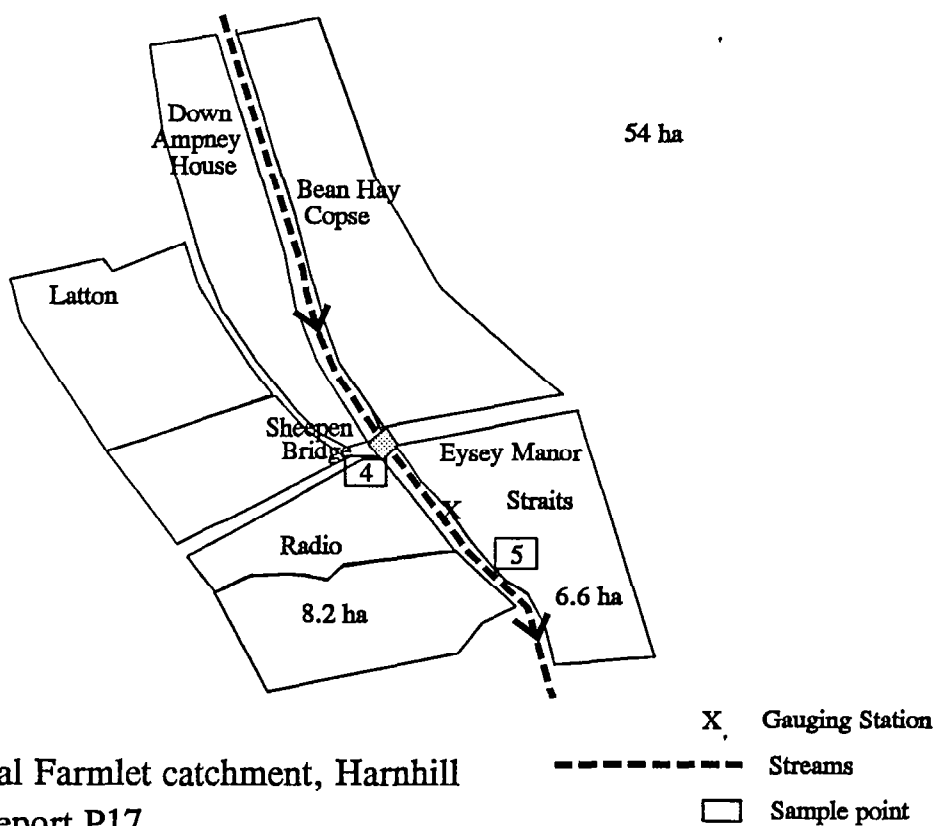 Down
Ampney
House
54 ha
Bean Hay
Copse
Latton
Sheepen
Bridge
4
Eysey Manor
Straits
X
Radio
5
8.2 ha
6.6 ha
X Gauging Station
Streams
Sample point
al Farmlet catchment, Harnhill
eport P17